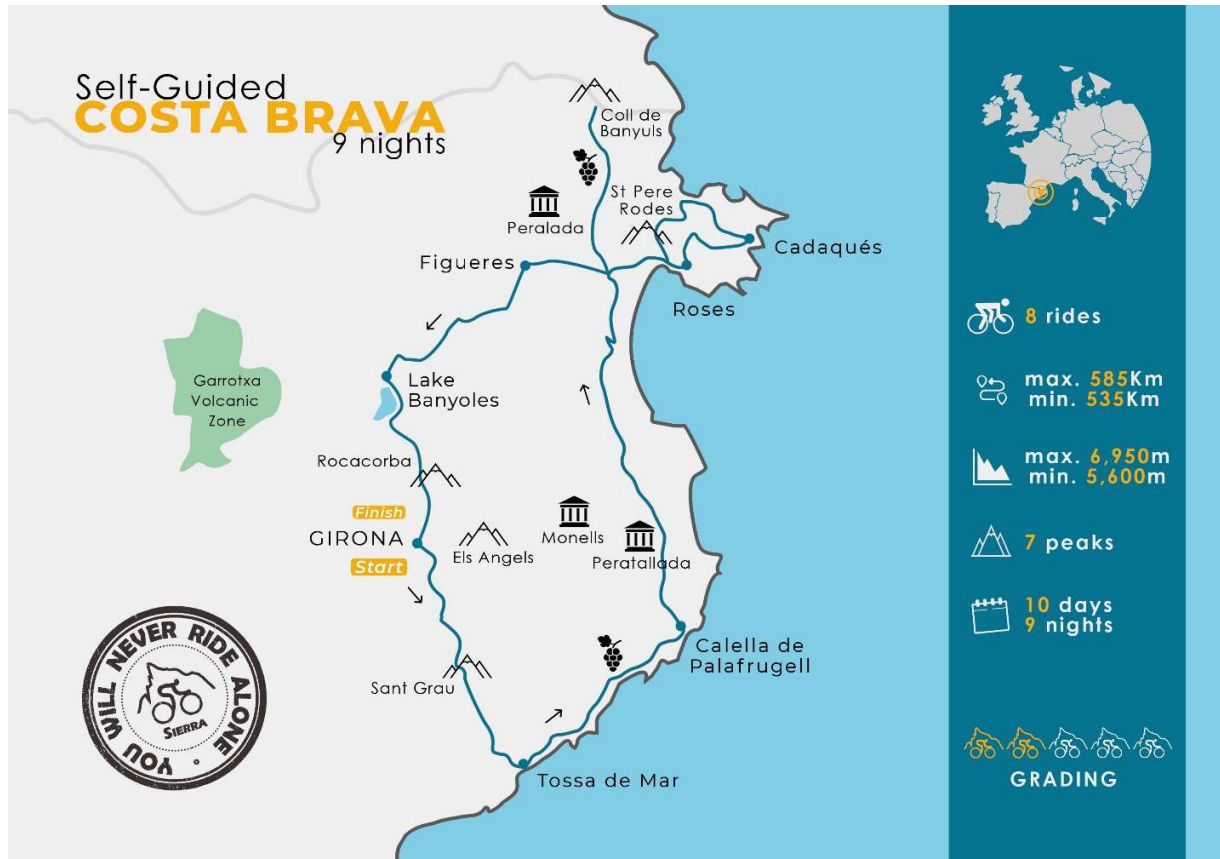 Self-Guided
COSTA BRAVA
9 nights
Coll de
Banyuls
St Pere
Rodes
Peralada
Cadaqués
Figueres
Roses
Garrotxa
Volcanic
Zone
Lake
Banyoles
Rocacorba
Finish
GIRONA
Start
Els Angels
Monells
Peratallada
Sant Grau
Calella de
Palafrugell
Tossa de Mar
YOU WILL NEVER RIDE ALONE
SIERRA
8 rides
max. 585Km
min. 535Km
max. 6,950m
min. 5,600m
7 peaks
10 days
9 nights
GRADING